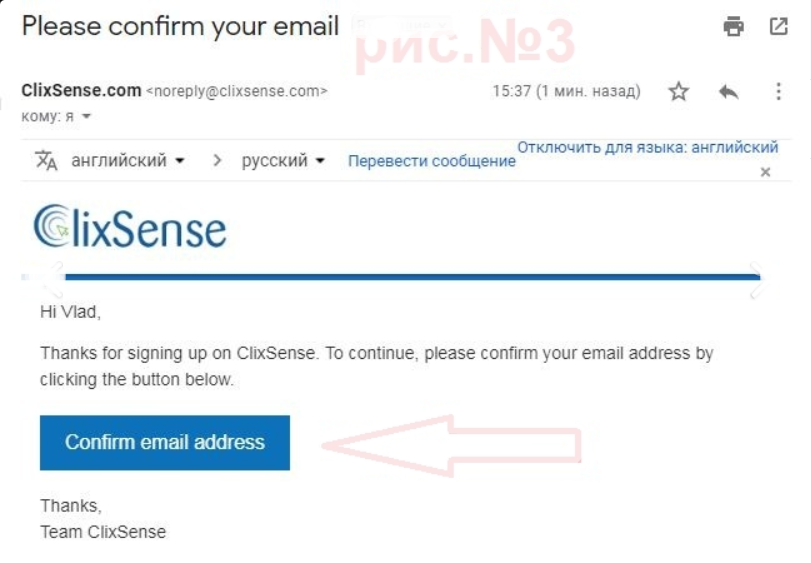 Please confirm your email
рис.№3
ClixSense.com <noreply@clixsense.com>
15:37 (1 мин. назад)
кому: я
английский > русский Перевести сообщение
Отключить для языка: английский
ClixSense
Hi Vlad,
Thanks for signing up on ClixSense. To continue, please confirm your email address by
clicking the button below.
Confirm email address
Thanks,
Team ClixSense